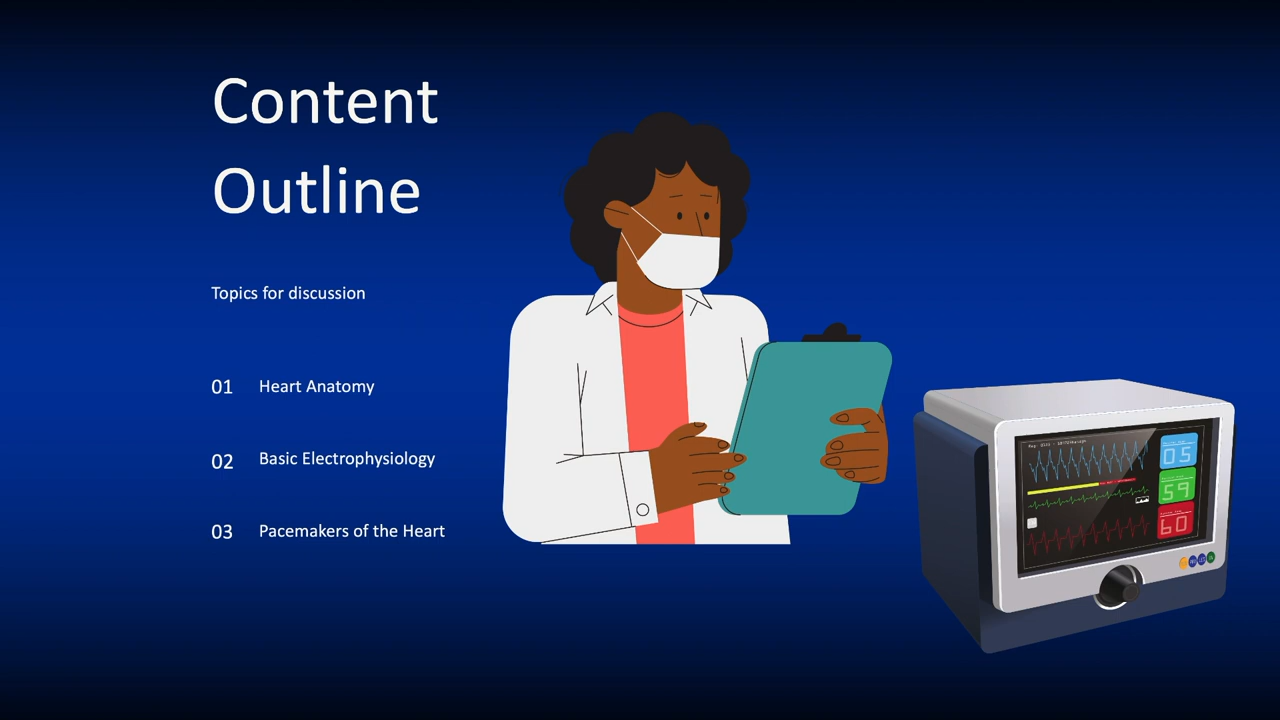 Content
Outline
Topics for discussion
01 Heart Anatomy
02 Basic Electrophysiology
03 Pacemakers of the Heart
05
59
60